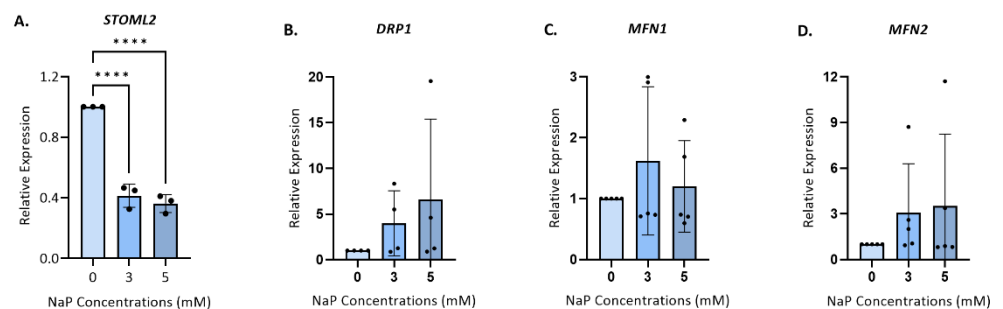 A.
STOML2
****
****
Relative Expression
1.2
0.8
0.4
0.0
0 3 5
NaP Concentrations (mM)
B.
DRP1
Relative Expression
20
15
10
5
0
0 3 5
NaP Concentrations (mM)
C.
MFN1
Relative Expression
3
2
1
0
0 3 5
NaP Concentrations (mM)
D.
MFN2
Relative Expression
12
9
6
3
0
0 3 5
NaP Concentrations (mM)